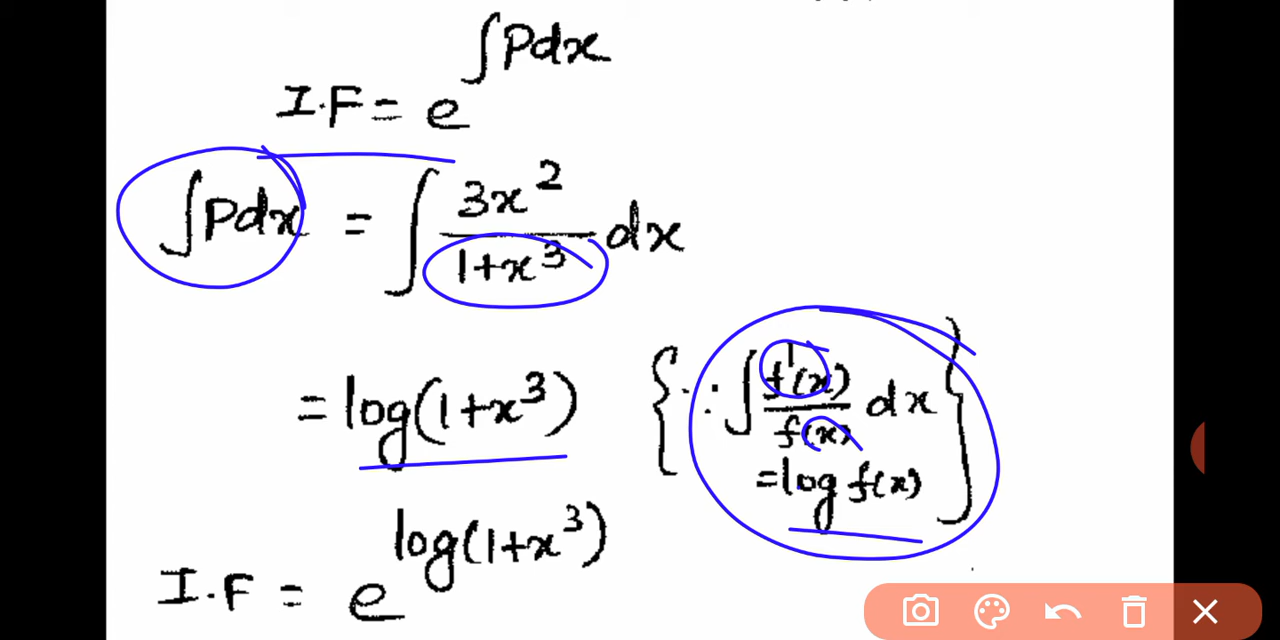 I.F = e^{∫Pdx}
∫Pdx = ∫ 3x²/(1+x³) dx
= log(1+x³) {∵ ∫ f'(x)/f(x) dx
= log f(x)}
I.F = e^{log(1+x³)}